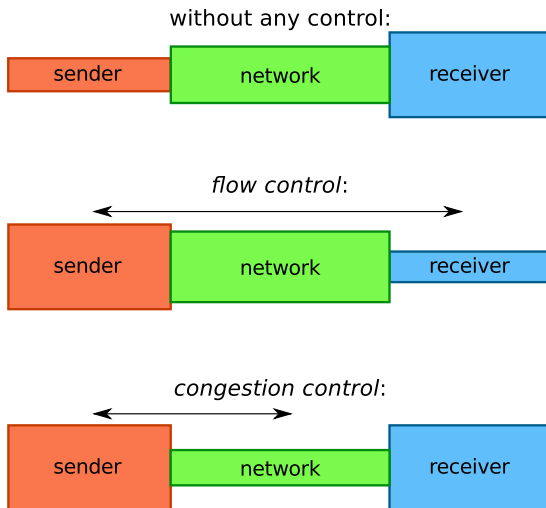 without any control:
sender network receiver
flow control:
sender network receiver
congestion control:
sender network receiver